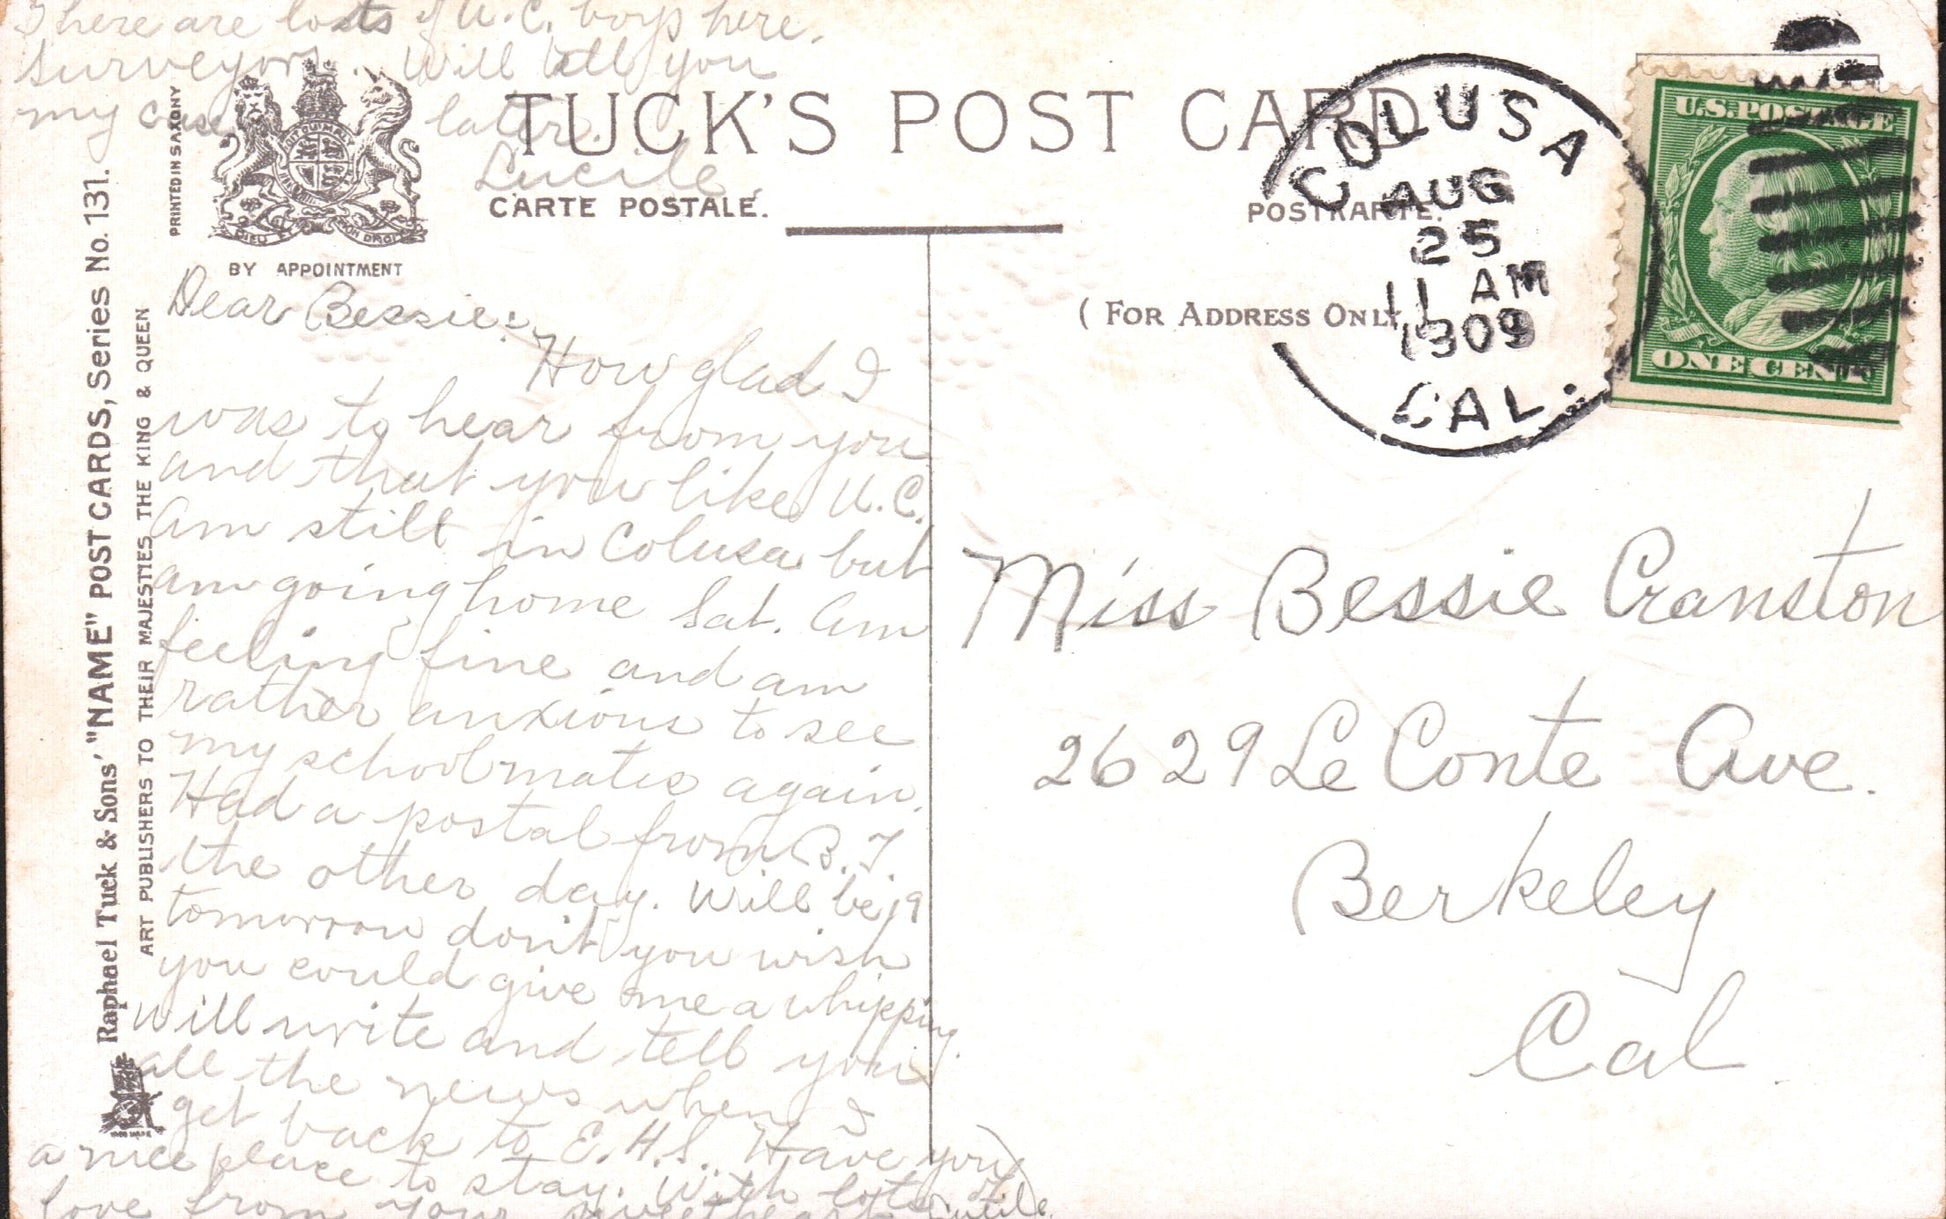 There are lots of U.C. boys here.
Surveyors. Will tell you
my case later.
Lucile
TUCK'S POST CARD
CARTE POSTALE.
POSTKARTE.
(FOR ADDRESS ONLY
BY APPOINTMENT
PRINTED IN SAXONY
Raphael Tuck & Sons' "NAME" POST CARDS, Series No. 131.
ART PUBLISHERS TO THEIR MAJESTIES THE KING & QUEEN
COLUSA
AUG
25
11 AM
1909
CAL.
U.S. POSTAGE
ONE CENT
Dear Bessie:
How glad I
was to hear from you
and that you like U.C.
Am still in Colusa but
am going home Sat. Am
feeling fine and am
rather anxious to see
my schoolmates again.
Had a postal from B.T.
the other day. Will be 19
tomorrow don't you wish
you could give me a whipping.
Will write and tell you
all the news when I
get back to E.H.S. Have you
a nice place to stay. With lots of
love from your sweetheart Lucile.
Miss Bessie Cranston
2629 Le Conte Ave.
Berkeley
Cal.